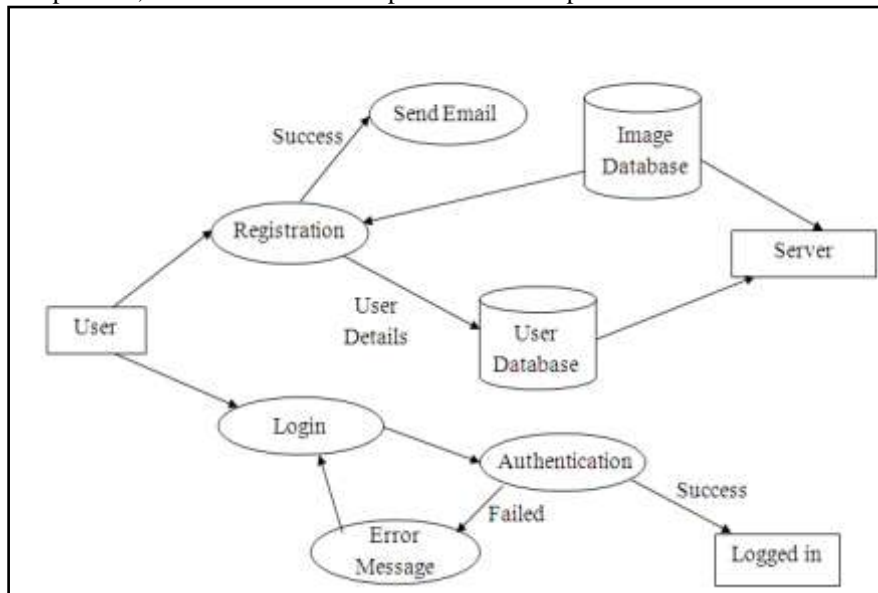 Send Email
Success
Image
Database
Registration
Server
User
Details
User
User
Database
Login
Authentication
Success
Failed
Error
Message
Logged in